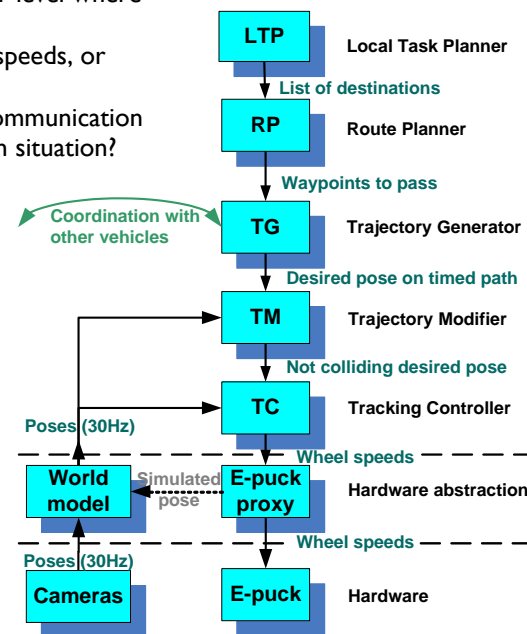 level where
speeds, or
ommunication
n situation?
LTP
Local Task Planner
List of destinations
RP
Route Planner
Waypoints to pass
Coordination with
other vehicles
TG
Trajectory Generator
Desired pose on timed path
TM
Trajectory Modifier
Not colliding desired pose
TC
Tracking Controller
Poses (30Hz)
Wheel speeds
World
model
Simulated
pose
E-puck
proxy
Hardware abstraction
Wheel speeds
Poses (30Hz)
Cameras
E-puck
Hardware